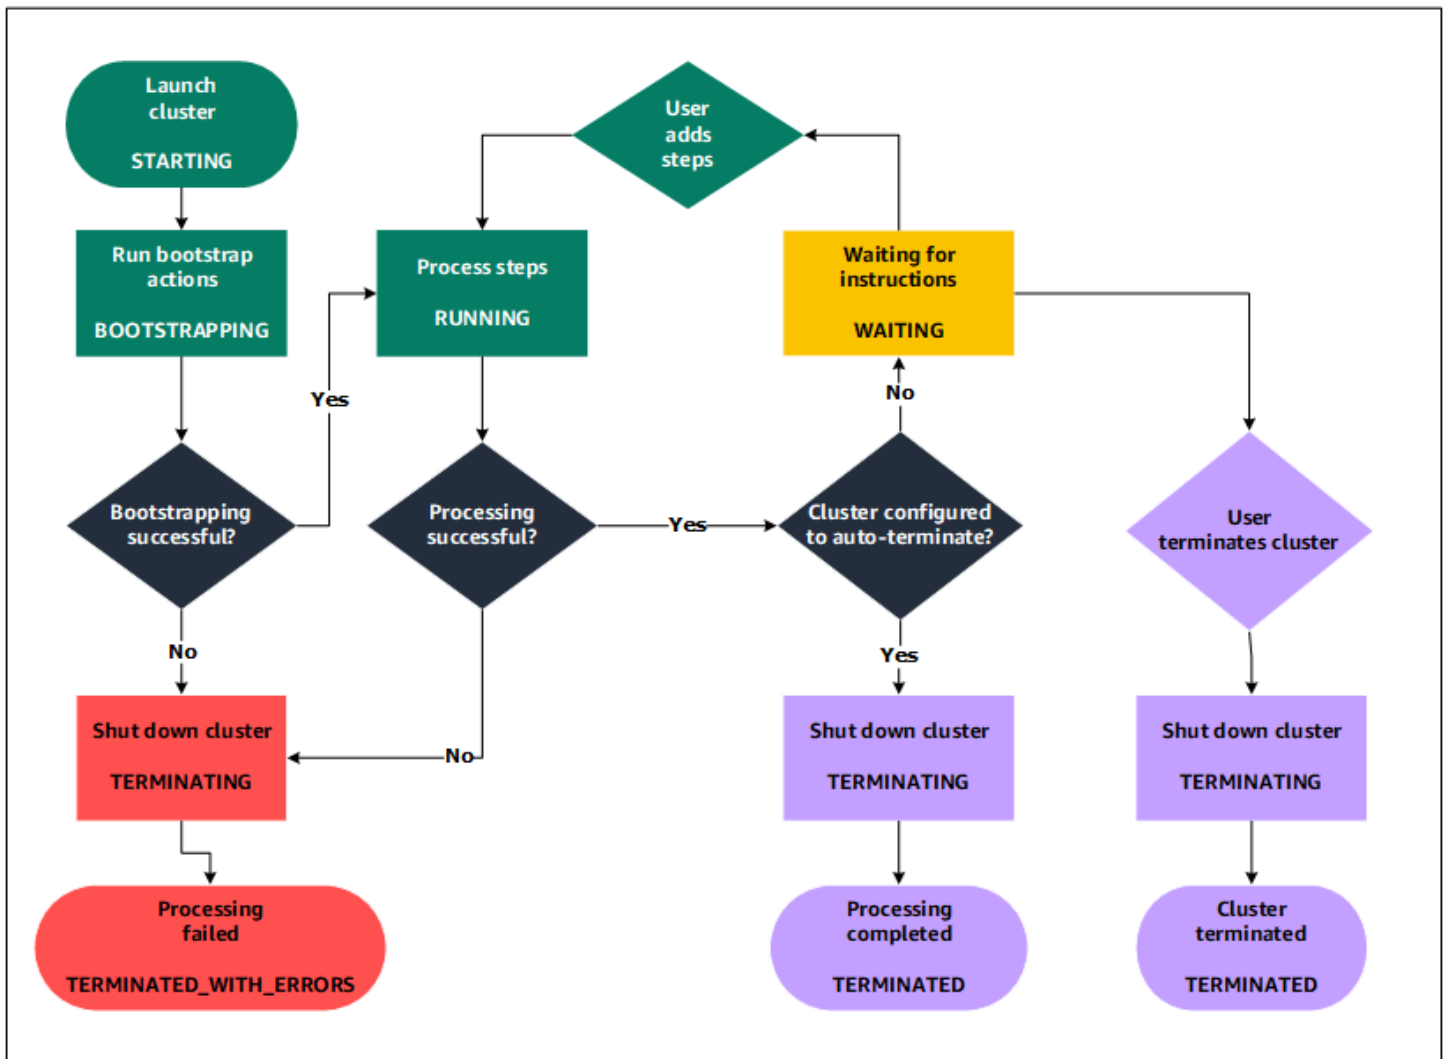 Launch
cluster
STARTING
User
adds
steps
Run bootstrap
actions
BOOTSTRAPPING
Process steps
RUNNING
Waiting for
instructions
WAITING
Yes
No
Bootstrapping
successful?
Processing
successful?
Yes
Cluster configured
to auto-terminate?
User
terminates cluster
No
Yes
Shut down cluster
TERMINATING
No
Shut down cluster
TERMINATING
Shut down cluster
TERMINATING
Processing
failed
TERMINATED_WITH_ERRORS
Processing
completed
TERMINATED
Cluster
terminated
TERMINATED